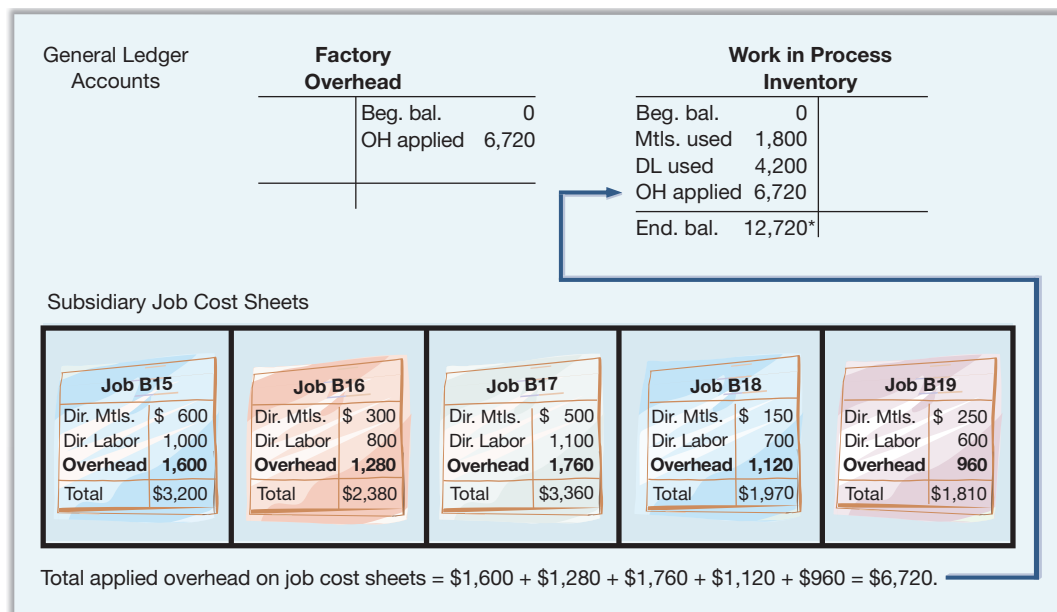 General Ledger
Accounts
Factory
Overhead
Beg. bal. 0
OH applied 6,720
Work in Process
Inventory
Beg. bal. 0
Mtls. used 1,800
DL used 4,200
OH applied 6,720
End. bal. 12,720*
Subsidiary Job Cost Sheets
Job B15
Dir. Mtls. $ 600
Dir. Labor 1,000
Overhead 1,600
Total $3,200
Job B16
Dir. Mtls. $ 300
Dir. Labor 800
Overhead 1,280
Total $2,380
Job B17
Dir. Mtls. $ 500
Dir. Labor 1,100
Overhead 1,760
Total $3,360
Job B18
Dir. Mtls. $ 150
Dir. Labor 700
Overhead 1,120
Total $1,970
Job B19
Dir. Mtls. $ 250
Dir. Labor 600
Overhead 960
Total $1,810
Total applied overhead on job cost sheets = $1,600 + $1,280 + $1,760 + $1,120 + $960 = $6,720.